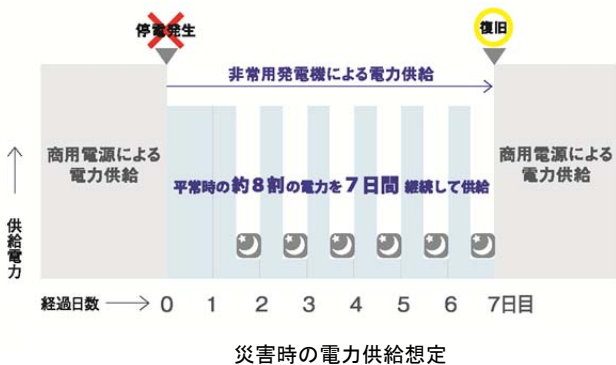 停電発生
復旧
非常用発電機による電力供給
商用電源による
電力供給
平常時の約8割の電力を7日間 継続して供給
商用電源による
電力供給
供給電力
経過日数 0 1 2 3 4 5 6 7日目
災害時の電力供給想定